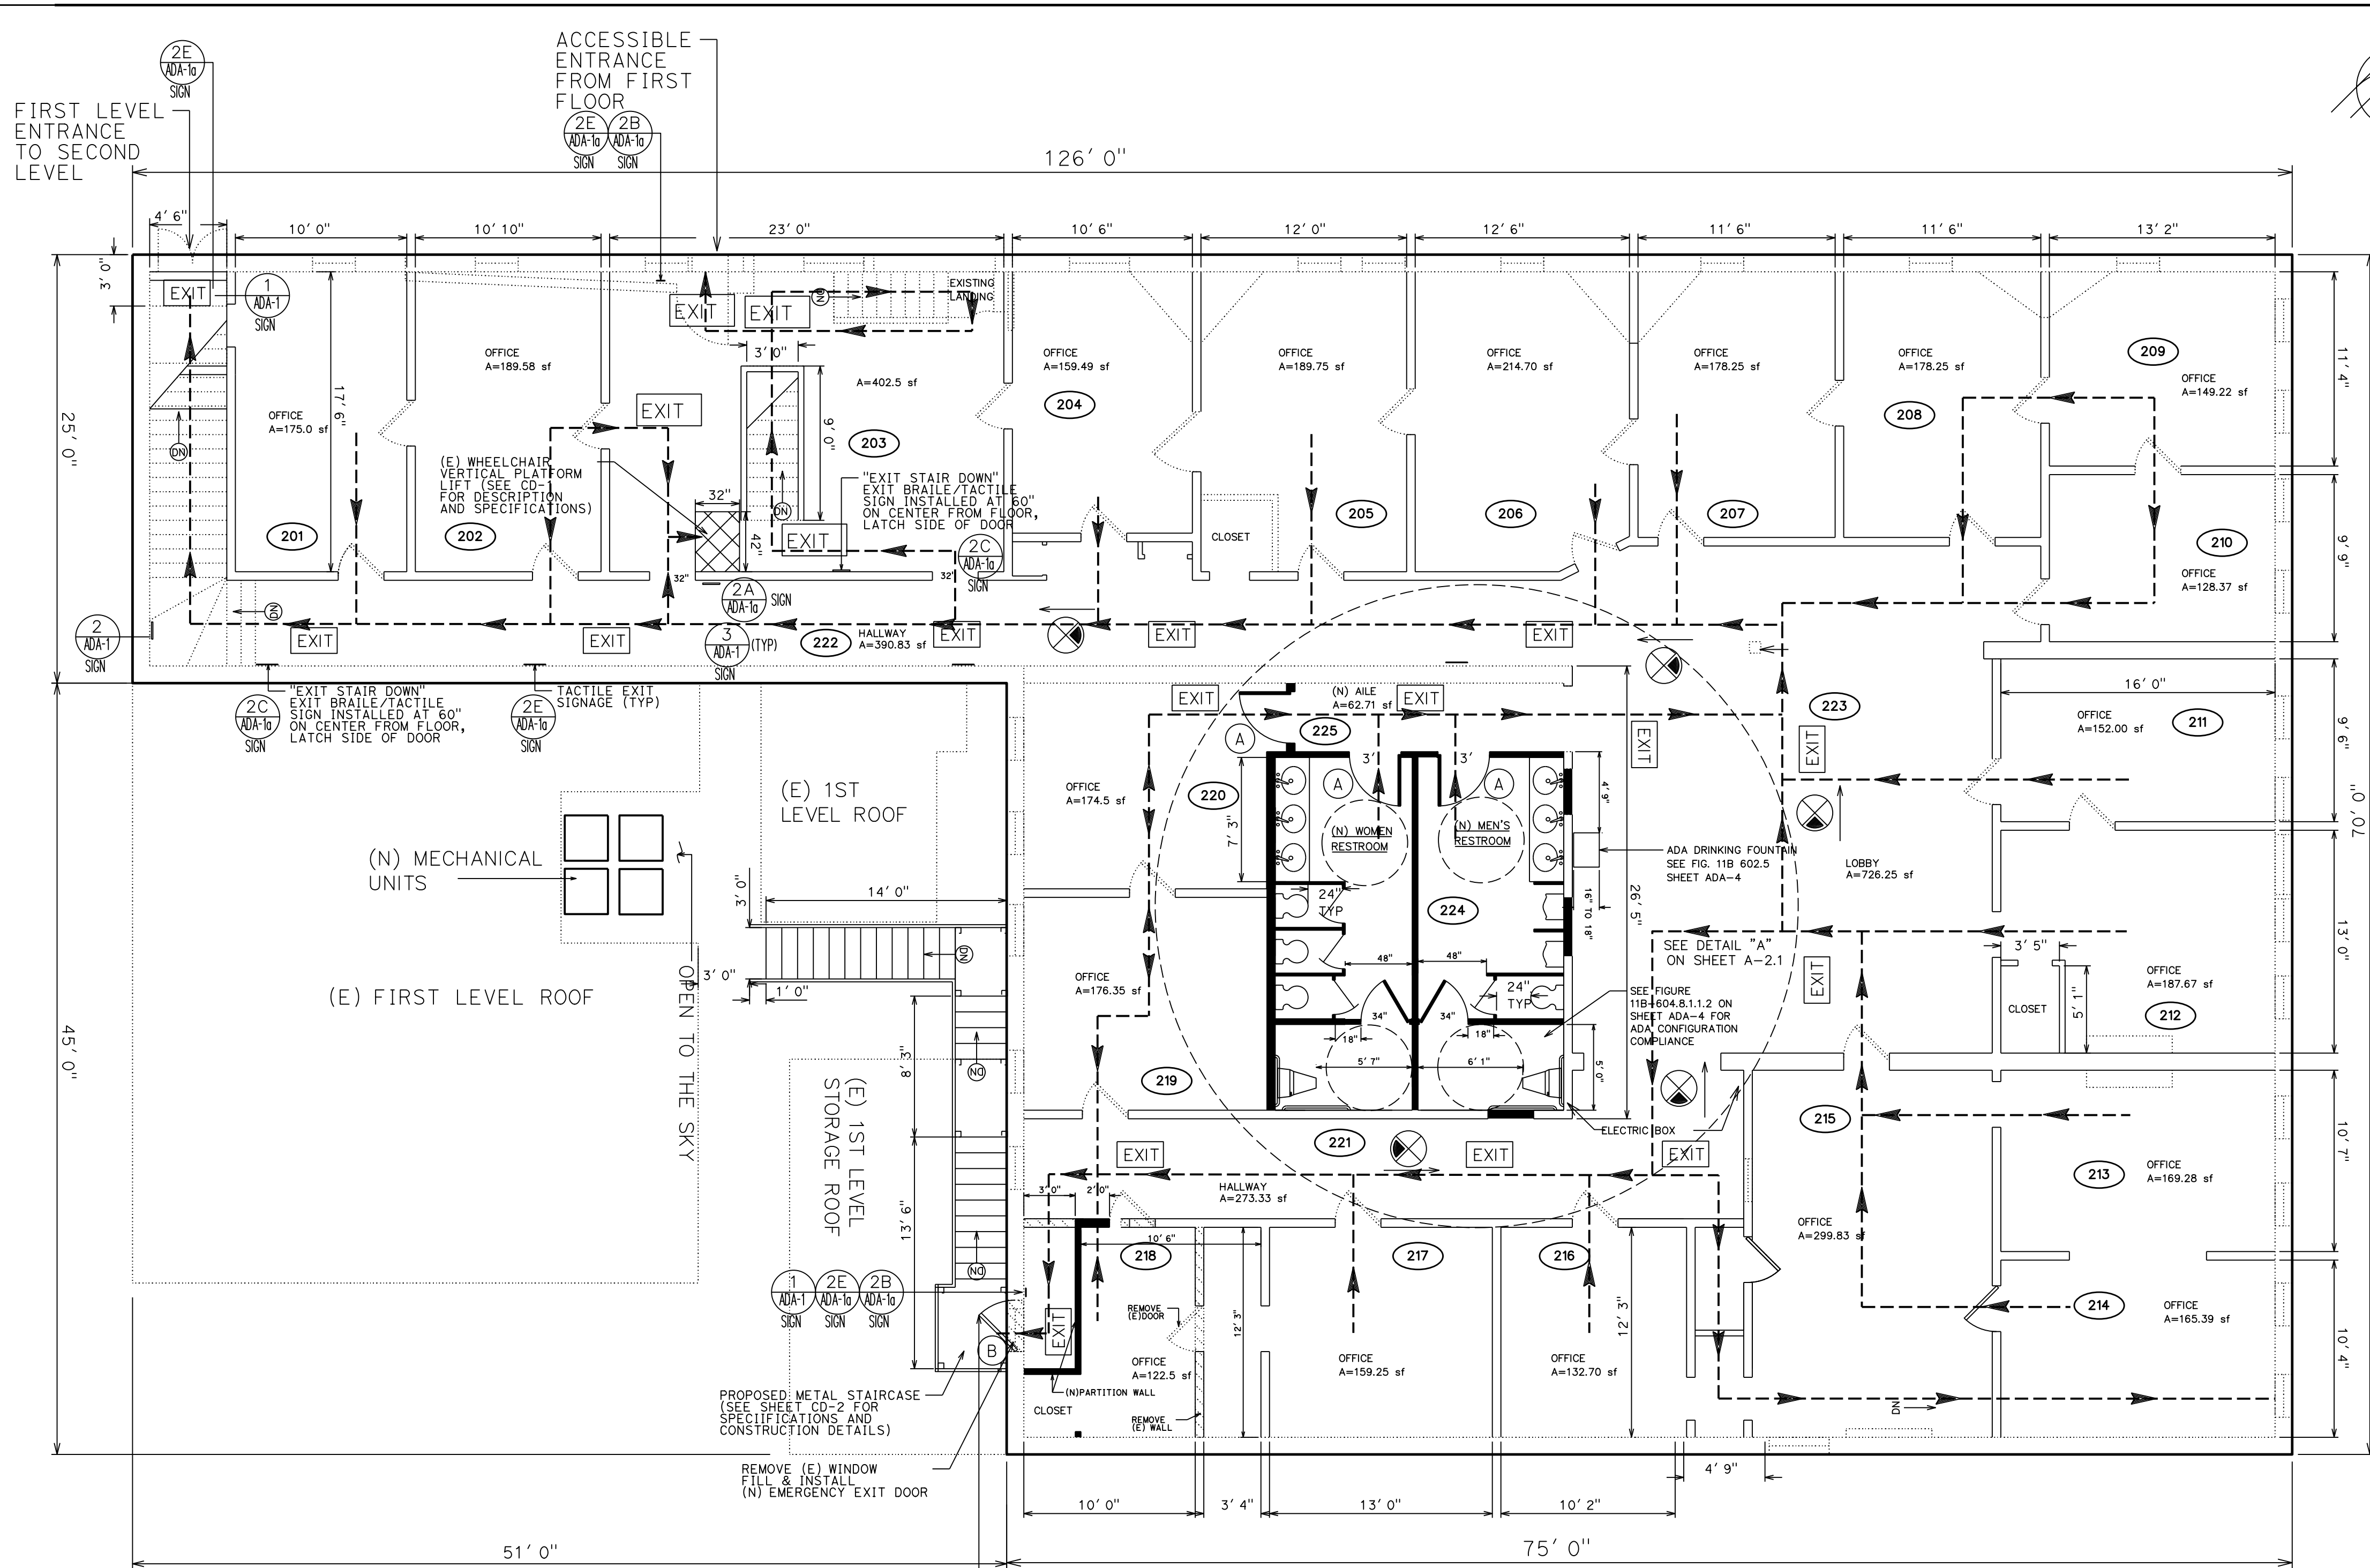 2E
ADA-1a
SIGN
FIRST LEVEL
ENTRANCE
TO SECOND
LEVEL
ACCESSIBLE
ENTRANCE
FROM FIRST
FLOOR
2E
ADA-1a
SIGN
2B
ADA-1a
SIGN
126' 0"
4' 6"
10' 0"
10' 10"
23' 0"
10' 6"
12' 0"
12' 6"
11' 6"
11' 6"
13' 2"
3' 0"
25' 0"
EXIT
1
ADA-1
SIGN
17' 6"
OFFICE
A=175.0 sf
201
DN
DN
OFFICE
A=189.58 sf
202
(E) WHEELCHAIR
VERTICAL PLATFORM
LIFT (SEE CD-1
FOR DESCRIPTION
AND SPECIFICATIONS)
EXIT
EXIT
EXIT
DN
EXISTING
LANDING
3' 0"
9' 0"
A=402.5 sf
203
DN
32"
42"
EXIT
"EXIT STAIR DOWN"
EXIT BRAILE/TACTILE
SIGN INSTALLED AT 60"
ON CENTER FROM FLOOR,
LATCH SIDE OF DOOR
2C
ADA-1a
SIGN
32"
32"
2A
ADA-1a
SIGN
3
ADA-1
SIGN
(TYP)
OFFICE
A=159.49 sf
204
OFFICE
A=189.75 sf
205
CLOSET
OFFICE
A=214.70 sf
206
OFFICE
A=178.25 sf
207
OFFICE
A=178.25 sf
208
209
OFFICE
A=149.22 sf
210
OFFICE
A=128.37 sf
11' 4"
9' 9"
2
ADA-1
SIGN
EXIT
EXIT
222
HALLWAY
A=390.83 sf
EXIT
EXIT
EXIT
2C
ADA-1a
SIGN
"EXIT STAIR DOWN"
EXIT BRAILE/TACTILE
SIGN INSTALLED AT 60"
ON CENTER FROM FLOOR,
LATCH SIDE OF DOOR
2E
ADA-1a
SIGN
TACTILE EXIT
SIGNAGE (TYP)
EXIT
(N) AILE
A=62.71 sf
EXIT
225
A
EXIT
EXIT
223
16' 0"
OFFICE
A=152.00 sf
211
9' 6"
70' 0"
(E) 1ST
LEVEL ROOF
(N) MECHANICAL
UNITS
(E) FIRST LEVEL ROOF
OPEN TO THE SKY
45' 0"
OFFICE
A=174.5 sf
220
7' 3"
3'
3'
A
A
(N) WOMEN
RESTROOM
(N) MEN'S
RESTROOM
4' 9"
ADA DRINKING FOUNTAIN
SEE FIG. 11B 602.5
SHEET ADA-4
LOBBY
A=726.25 sf
24"
TYP
224
16" TO 18"
26' 5"
48"
48"
24"
TYP
SEE DETAIL "A"
ON SHEET A-2.1
SEE FIGURE
11B-604.8.1.1.2 ON
SHEET ADA-4 FOR
ADA CONFIGURATION
COMPLIANCE
34"
34"
18"
18"
5' 7"
6' 1"
5' 0"
ELECTRIC BOX
EXIT
3' 5"
CLOSET
5' 1"
OFFICE
A=187.67 sf
212
13' 0"
3' 0"
14' 0"
DN
3' 0"
1' 0"
8' 3"
DN
(E) 1ST LEVEL
STORAGE ROOF
13' 6"
DN
OFFICE
A=176.35 sf
219
221
EXIT
EXIT
EXIT
215
OFFICE
A=299.83 sf
213
OFFICE
A=169.28 sf
10' 7"
214
OFFICE
A=165.39 sf
10' 4"
HALLWAY
A=273.33 sf
3' 0"
2' 0"
10' 6"
218
217
216
12' 3"
12' 3"
1
ADA-1
SIGN
2E
ADA-1a
SIGN
2B
ADA-1a
SIGN
EXIT
B
REMOVE
(E)DOOR
OFFICE
A=122.5 sf
OFFICE
A=159.25 sf
OFFICE
A=132.70 sf
(N)PARTITION WALL
CLOSET
REMOVE
(E) WALL
DN
PROPOSED METAL STAIRCASE
(SEE SHEET CD-2 FOR
SPECIIFICATIONS AND
CONSTRUCTION DETAILS)
REMOVE (E) WINDOW
FILL & INSTALL
(N) EMERGENCY EXIT DOOR
10' 0"
3' 4"
13' 0"
10' 2"
4' 9"
51' 0"
75' 0"